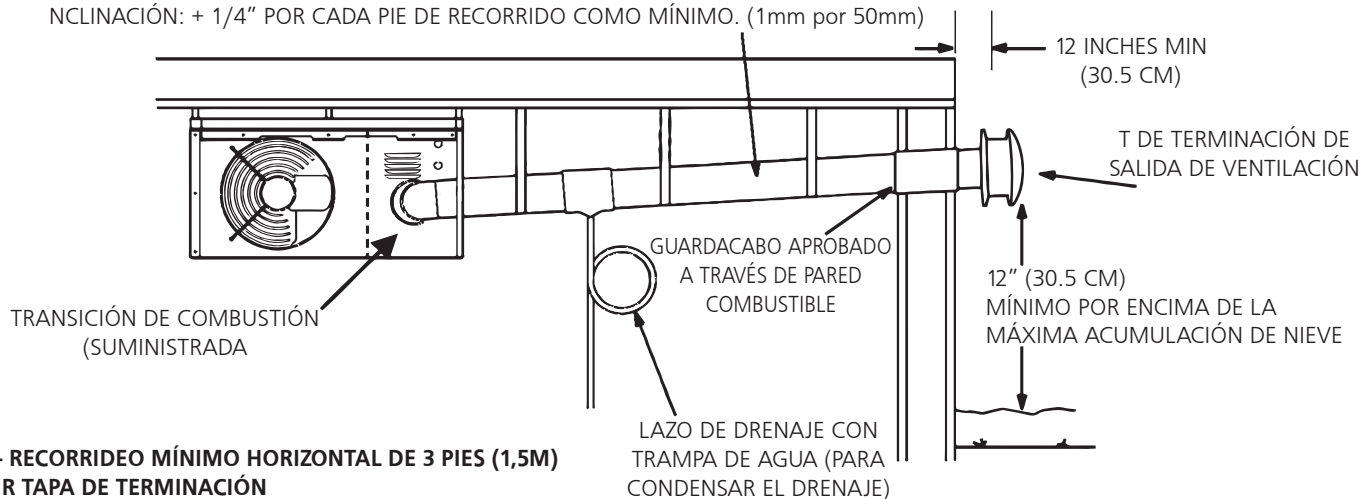 NCLINACIÓN: + 1/4” POR CADA PIE DE RECORRIDO COMO MÍNIMO. (1mm por 50mm)
12 INCHES MIN
(30.5 CM)
T DE TERMINACIÓN DE
SALIDA DE VENTILACIÓN
GUARDACABO APROBADO
A TRAVÉS DE PARED
COMBUSTIBLE
12” (30.5 CM)
MÍNIMO POR ENCIMA DE LA
MÁXIMA ACUMULACIÓN DE NIEVE
TRANSICIÓN DE COMBUSTIÓN
(SUMINISTRADA
LAZO DE DRENAJE CON
TRAMPA DE AGUA (PARA
CONDENSAR EL DRENAJE)
- RECORRIDEO MÍNIMO HORIZONTAL DE 3 PIES (1,5M)
R TAPA DE TERMINACIÓN